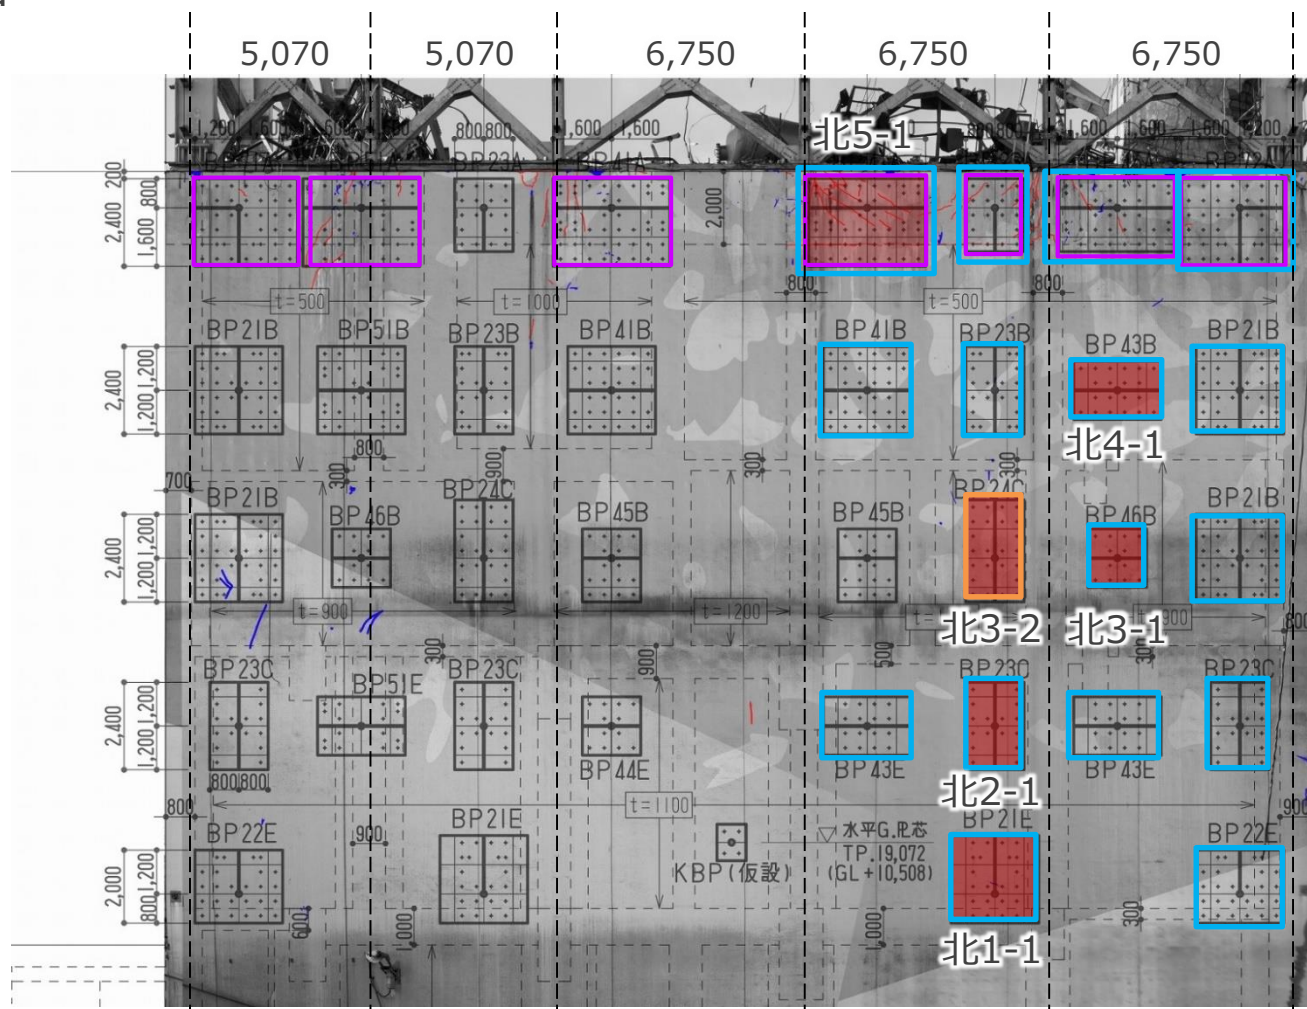 5,070 5,070 6,750 6,750 6,750
1,200 1,600 1,600 800 800 1,600 1,600 1,600 1,600 1,200
北5-1
BP23A BP41A
200 800 2,400 1,600 2,000
800 800
t=500 t=1000 t=500
BP21B BP51B BP23B BP41B BP41B BP23B BP43B BP21B
2,400 1,200 1,200
北4-1
800 300 900 300 300
700
BP21B BP46B BP24C BP45B BP45B BP24C BP46B BP21B
2,400 1,200 1,200
t=900 t=1200 900
北3-2 北3-1
300 900 500 300 800
BP23C BP51E BP23C BP23C BP23C
2,400 1,200 1,200
BP44E BP43E BP43E
800 800
北2-1
t=1100
800 900 900
BP22E BP21E BP21E BP22E
水平G.PL芯
TP.19,072
(GL+10,508)
KBP(仮設)
2,000 1,200 800
600 1,000 1,000 300
北1-1